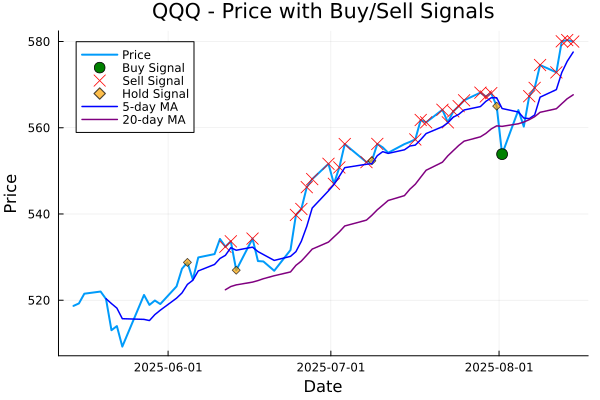 QQQ - Price with Buy/Sell Signals
580
560
540
520
Price
Price
Buy Signal
Sell Signal
Hold Signal
5-day MA
20-day MA
2025-06-01
2025-07-01
2025-08-01
Date